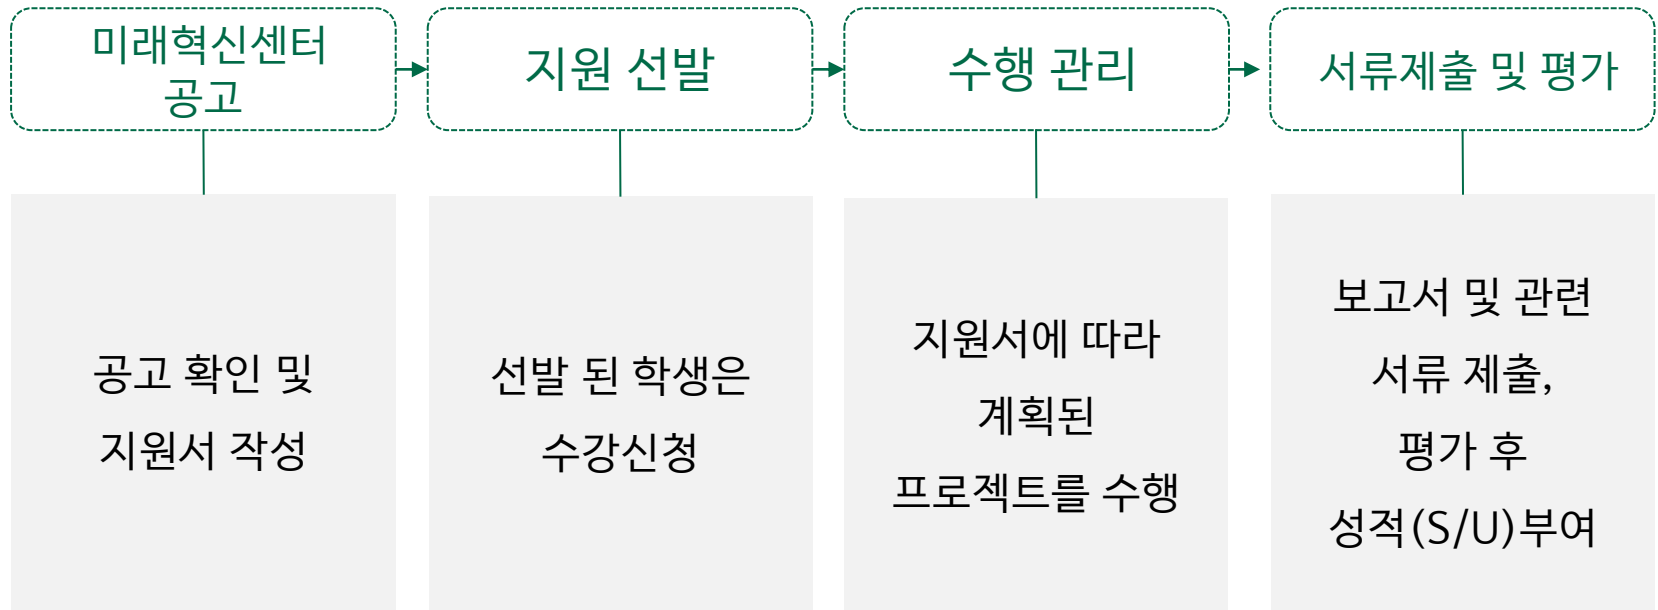 미래혁신센터
공고
지원 선발
수행 관리
서류제출 및 평가
공고 확인 및
지원서 작성
선발 된 학생은
수강신청
지원서에 따라
계획된
프로젝트를 수행
보고서 및 관련
서류 제출,
평가 후
성적(S/U)부여